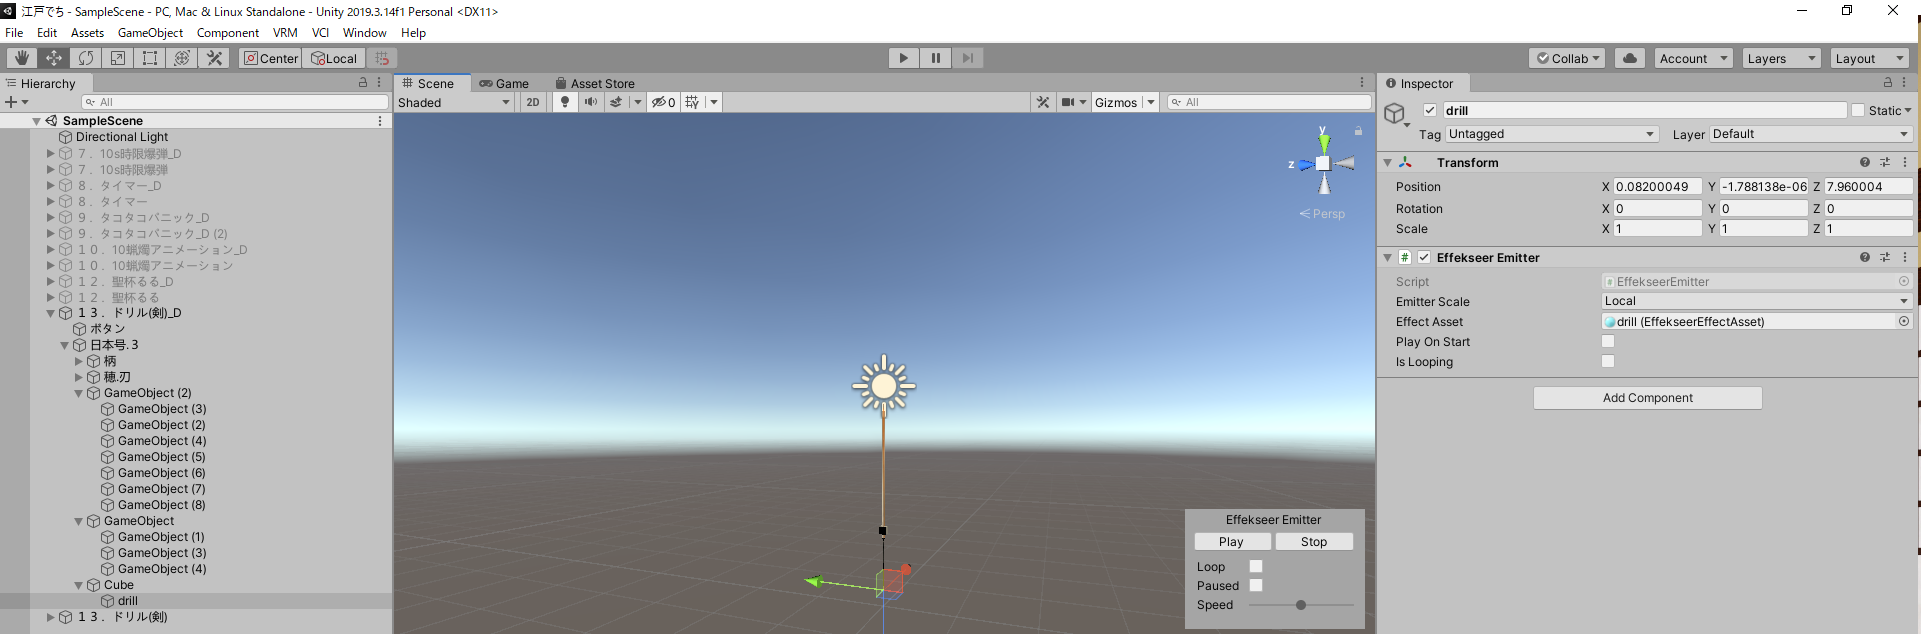 江戸でち - SampleScene - PC, Mac & Linux Standalone - Unity 2019.3.14f1 Personal <DX11>
File Edit Assets GameObject Component VRM VCI Window Help
Center Local Collab Account Layers Layout
Hierarchy
All
SampleScene
Directional Light
７．10s時限爆弾_D
７．10s時限爆弾
８．タイマー_D
８．タイマー
９．タコタコパニック_D
９．タコタコパニック_D (2)
１０．10蝋燭アニメーション_D
１０．10蝋燭アニメーション
１２．聖杯るる_D
１２．聖杯るる
１３．ドリル(剣)_D
ボタン
日本号.3
柄
穂.刃
GameObject (2)
GameObject (3)
GameObject (2)
GameObject (4)
GameObject (5)
GameObject (6)
GameObject (7)
GameObject (8)
GameObject
GameObject (1)
GameObject (3)
GameObject (4)
Cube
drill
１３．ドリル(剣)
Scene Game Asset Store
Shaded 2D 0 Gizmos All
y
z
Persp
Effekseer Emitter
Play Stop
Loop
Paused
Speed
Inspector
drill Static
Tag Untagged Layer Default
Transform
Position X 0.08200049 Y -1.788138e-06 Z 7.960004
Rotation X 0 Y 0 Z 0
Scale X 1 Y 1 Z 1
# Effekseer Emitter
Script EffekseerEmitter
Emitter Scale Local
Effect Asset drill (EffekseerEffectAsset)
Play On Start
Is Looping
Add Component